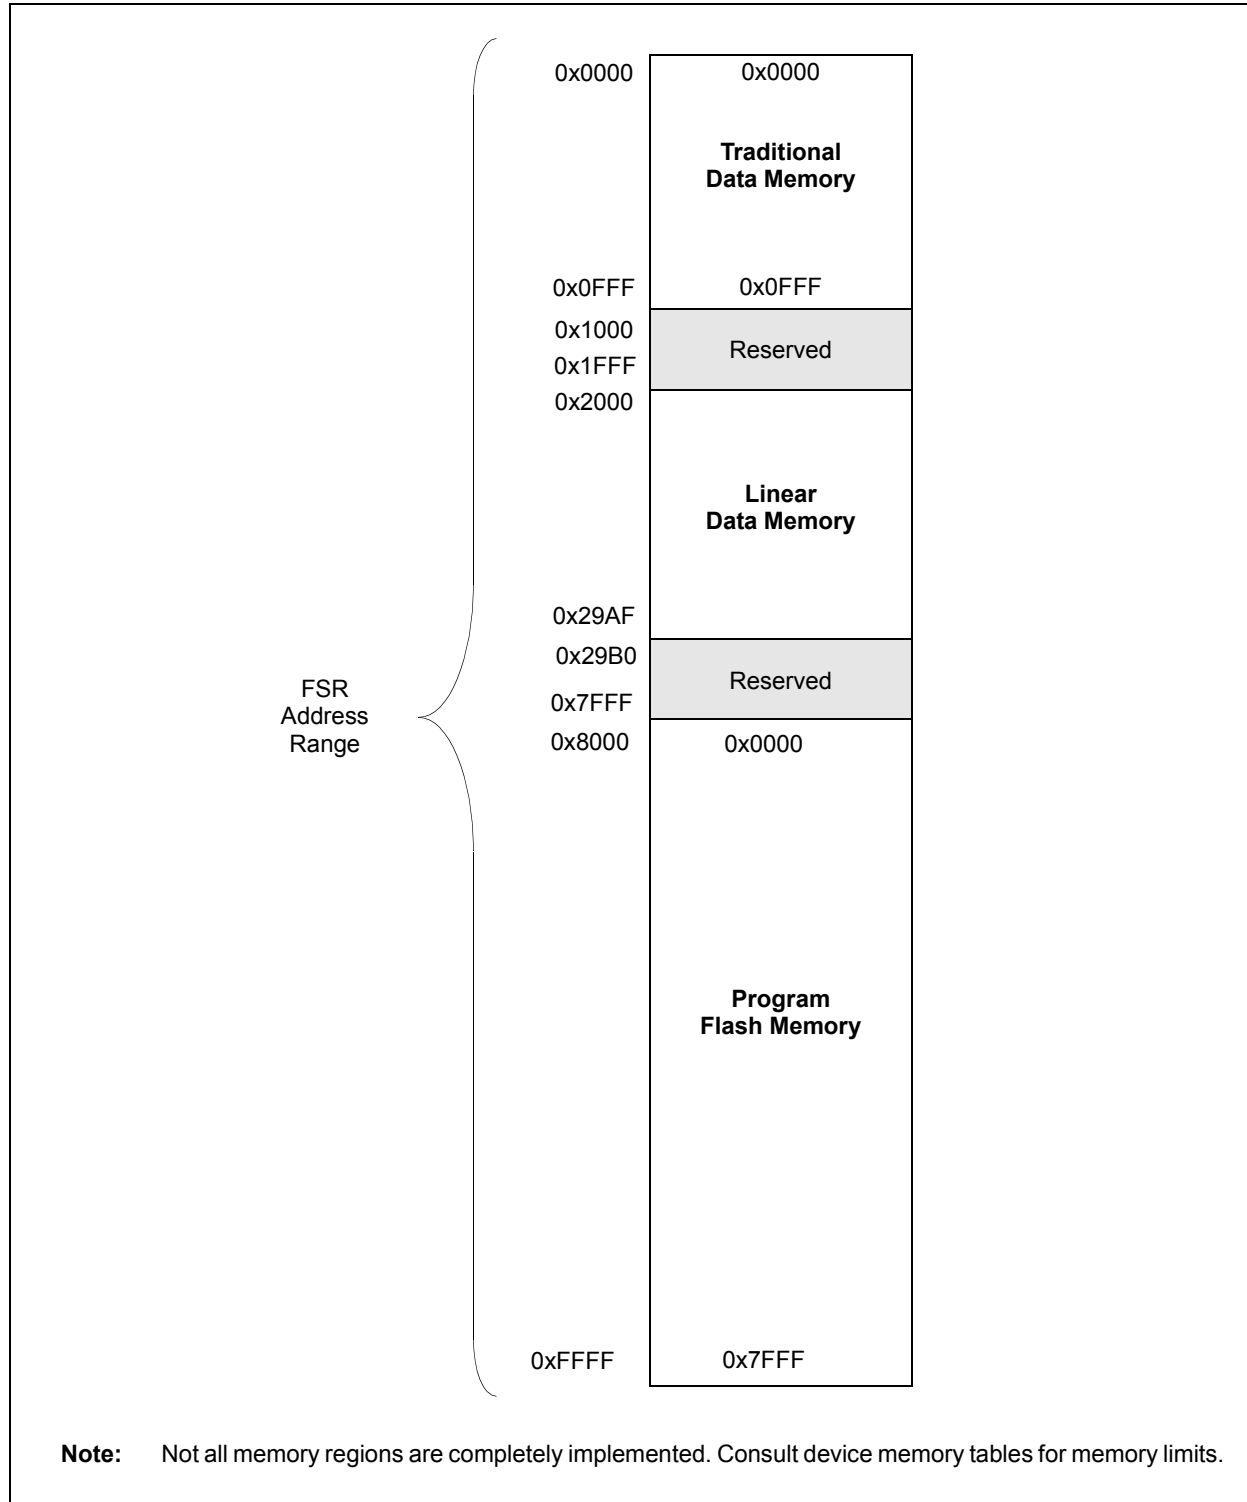 0x0000 0x0000
Traditional
Data Memory
0x0FFF 0x0FFF
0x1000
Reserved
0x1FFF
0x2000
Linear
Data Memory
0x29AF
0x29B0
Reserved
0x7FFF
FSR
Address
Range
0x8000 0x0000
Program
Flash Memory
0xFFFF 0x7FFF
Note: Not all memory regions are completely implemented. Consult device memory tables for memory limits.